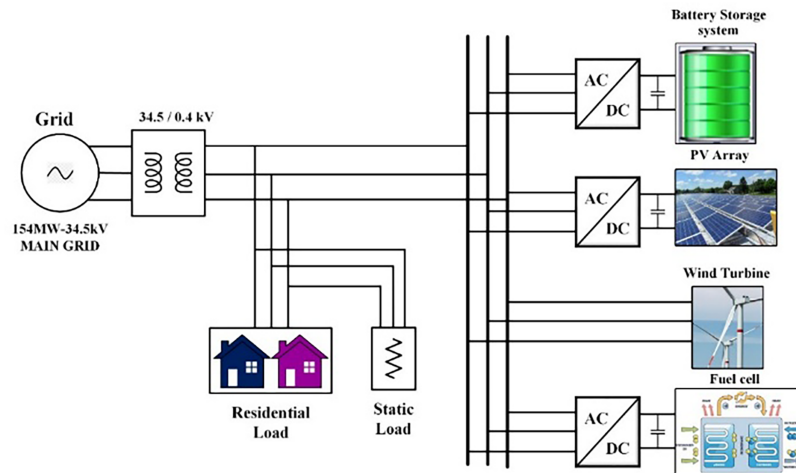 Battery Storage
system
34.5 / 0.4 kV
Grid
AC
DC
PV Array
154MW-34.5kV
MAIN GRID
AC
DC
Wind Turbine
Fuel cell
AC
DC
Residential
Load
Static
Load